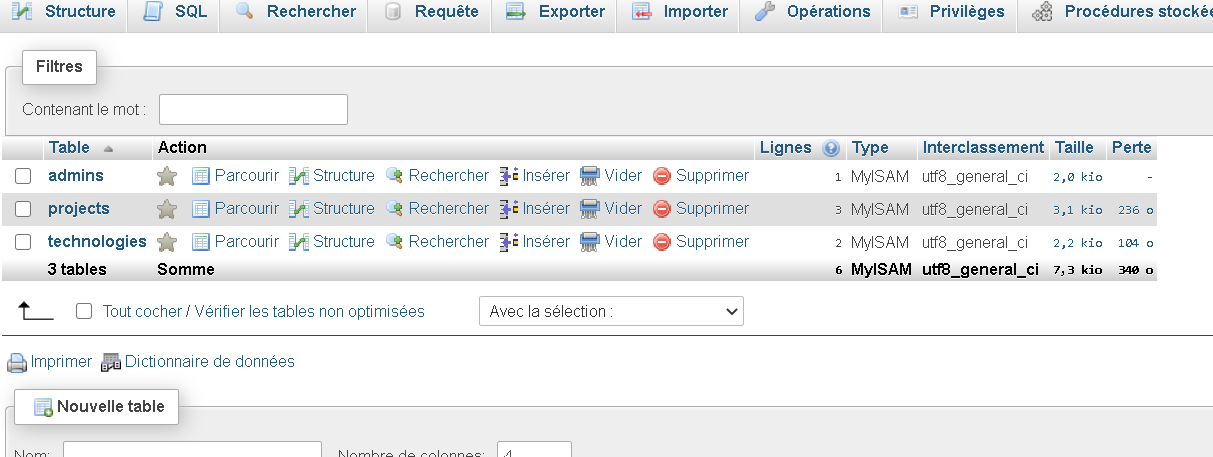 Structure SQL Rechercher Requête Exporter Importer Opérations Privilèges Procédures stockée
Filtres
Contenant le mot :
Table Action Lignes Type Interclassement Taille Perte
admins Parcourir Structure Rechercher Insérer Vider Supprimer 1 MyISAM utf8_general_ci 2,0 kio -
projects Parcourir Structure Rechercher Insérer Vider Supprimer 3 MyISAM utf8_general_ci 3,1 kio 236 o
technologies Parcourir Structure Rechercher Insérer Vider Supprimer 2 MyISAM utf8_general_ci 2,2 kio 104 o
3 tables Somme 6 MyISAM utf8_general_ci 7,3 kio 340 o
Tout cocher / Vérifier les tables non optimisées Avec la sélection :
Imprimer Dictionnaire de données
Nouvelle table
Nom: Nombre de colonnes: 4